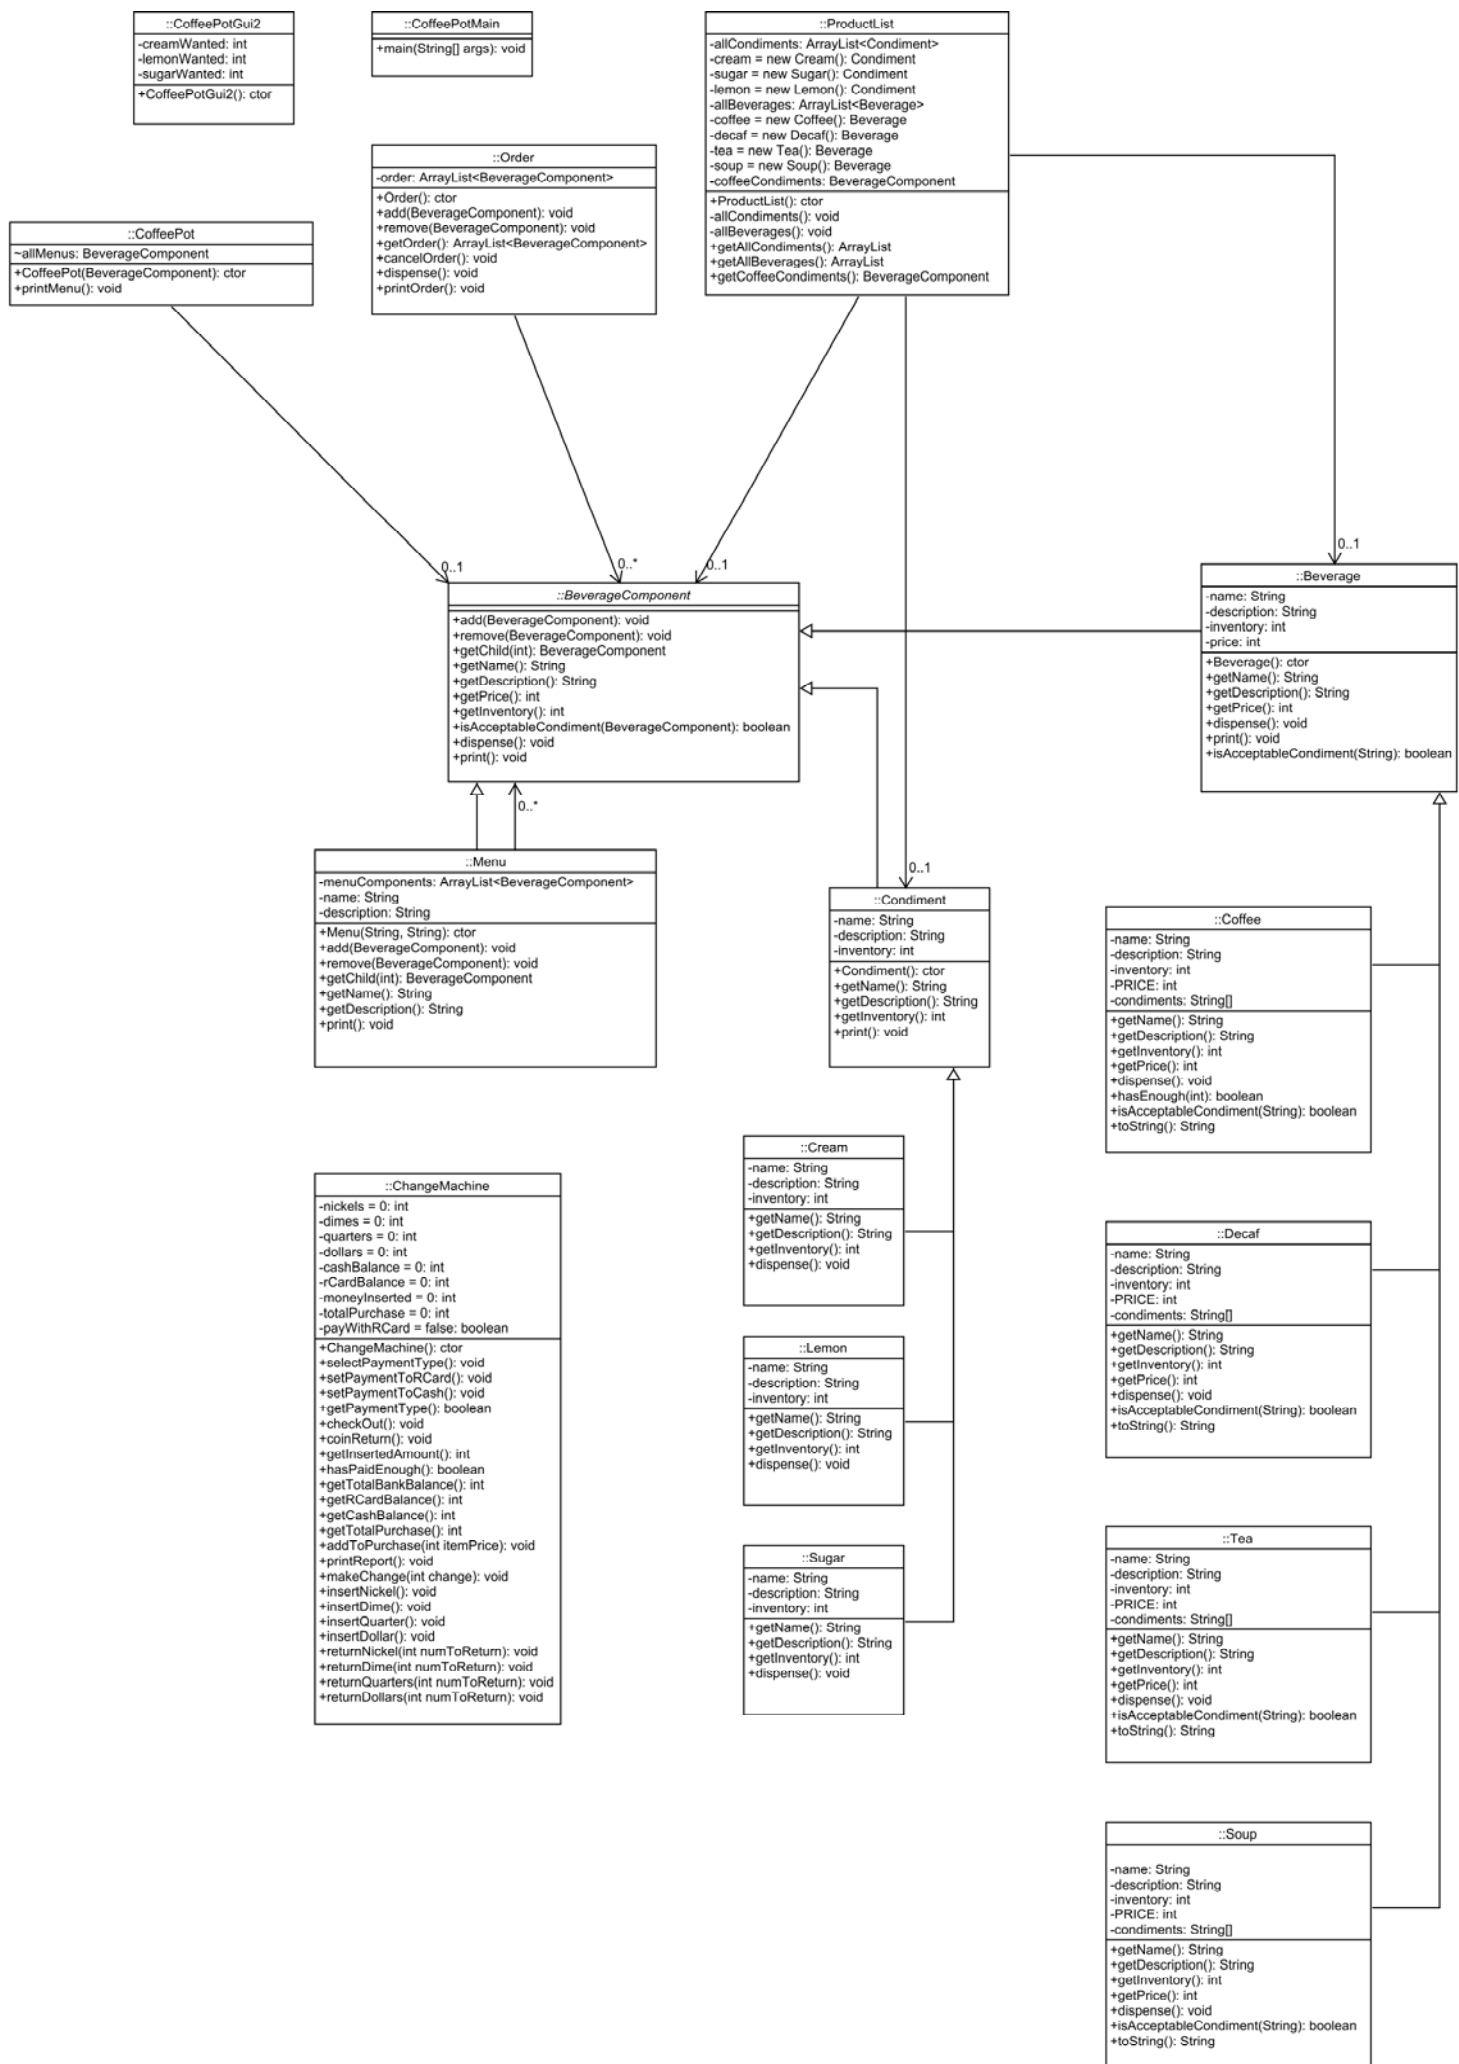 ::CoffeePotGui2
-creamWanted: int
-lemonWanted: int
-sugarWanted: int
+CoffeePotGui2(): ctor
::CoffeePotMain
+main(String[] args): void
::ProductList
-allCondiments: ArrayList<Condiment>
-cream = new Cream(): Condiment
-sugar = new Sugar(): Condiment
-lemon = new Lemon(): Condiment
-allBeverages: ArrayList<Beverage>
-coffee = new Coffee(): Beverage
-decaf = new Decaf(): Beverage
-tea = new Tea(): Beverage
-soup = new Soup(): Beverage
-coffeeCondiments: BeverageComponent
+ProductList(): ctor
-allCondiments(): void
-allBeverages(): void
+getAllCondiments(): ArrayList
+getAllBeverages(): ArrayList
+getCoffeeCondiments(): BeverageComponent
::Order
-order: ArrayList<BeverageComponent>
+Order(): ctor
+add(BeverageComponent): void
+remove(BeverageComponent): void
+getOrder(): ArrayList<BeverageComponent>
+cancelOrder(): void
+dispense(): void
+printOrder(): void
::CoffeePot
~allMenus: BeverageComponent
+CoffeePot(BeverageComponent): ctor
+printMenu(): void
0..1
0..*
0..1
0..1
::BeverageComponent
+add(BeverageComponent): void
+remove(BeverageComponent): void
+getChild(int): BeverageComponent
+getName(): String
+getDescription(): String
+getPrice(): int
+getInventory(): int
+isAcceptableCondiment(BeverageComponent): boolean
+dispense(): void
+print(): void
::Beverage
-name: String
-description: String
-inventory: int
-price: int
+Beverage(): ctor
+getName(): String
+getDescription(): String
+getPrice(): int
+dispense(): void
+print(): void
+isAcceptableCondiment(String): boolean
0..*
::Menu
-menuComponents: ArrayList<BeverageComponent>
-name: String
-description: String
+Menu(String, String): ctor
+add(BeverageComponent): void
+remove(BeverageComponent): void
+getChild(int): BeverageComponent
+getName(): String
+getDescription(): String
+print(): void
0..1
::Condiment
-name: String
-description: String
-inventory: int
+Condiment(): ctor
+getName(): String
+getDescription(): String
+getInventory(): int
+print(): void
::Coffee
-name: String
-description: String
-inventory: int
-PRICE: int
-condiments: String[]
+getName(): String
+getDescription(): String
+getInventory(): int
+getPrice(): int
+dispense(): void
+hasEnough(int): boolean
+isAcceptableCondiment(String): boolean
+toString(): String
::Cream
-name: String
-description: String
-inventory: int
+getName(): String
+getDescription(): String
+getInventory(): int
+dispense(): void
::ChangeMachine
-nickels = 0: int
-dimes = 0: int
-quarters = 0: int
-dollars = 0: int
-cashBalance = 0: int
-rCardBalance = 0: int
-moneyInserted = 0: int
-totalPurchase = 0: int
-payWithRCard = false: boolean
+ChangeMachine(): ctor
+selectPaymentType(): void
+setPaymentToRCard(): void
+setPaymentToCash(): void
+getPaymentType(): boolean
+checkOut(): void
+coinReturn(): void
+getInsertedAmount(): int
+hasPaidEnough(): boolean
+getTotalBankBalance(): int
+getRCardBalance(): int
+getCashBalance(): int
+getTotalPurchase(): int
+addToPurchase(int itemPrice): void
+printReport(): void
+makeChange(int change): void
+insertNickel(): void
+insertDime(): void
+insertQuarter(): void
+insertDollar(): void
+returnNickel(int numToReturn): void
+returnDime(int numToReturn): void
+returnQuarters(int numToReturn): void
+returnDollars(int numToReturn): void
::Decaf
-name: String
-description: String
-inventory: int
-PRICE: int
-condiments: String[]
+getName(): String
+getDescription(): String
+getInventory(): int
+getPrice(): int
+dispense(): void
+isAcceptableCondiment(String): boolean
+toString(): String
::Lemon
-name: String
-description: String
-inventory: int
+getName(): String
+getDescription(): String
+getInventory(): int
+dispense(): void
::Tea
-name: String
-description: String
-inventory: int
-PRICE: int
-condiments: String[]
+getName(): String
+getDescription(): String
+getInventory(): int
+getPrice(): int
+dispense(): void
+isAcceptableCondiment(String): boolean
+toString(): String
::Sugar
-name: String
-description: String
-inventory: int
+getName(): String
+getDescription(): String
+getInventory(): int
+dispense(): void
::Soup
-name: String
-description: String
-inventory: int
-PRICE: int
-condiments: String[]
+getName(): String
+getDescription(): String
+getInventory(): int
+getPrice(): int
+dispense(): void
+isAcceptableCondiment(String): boolean
+toString(): String